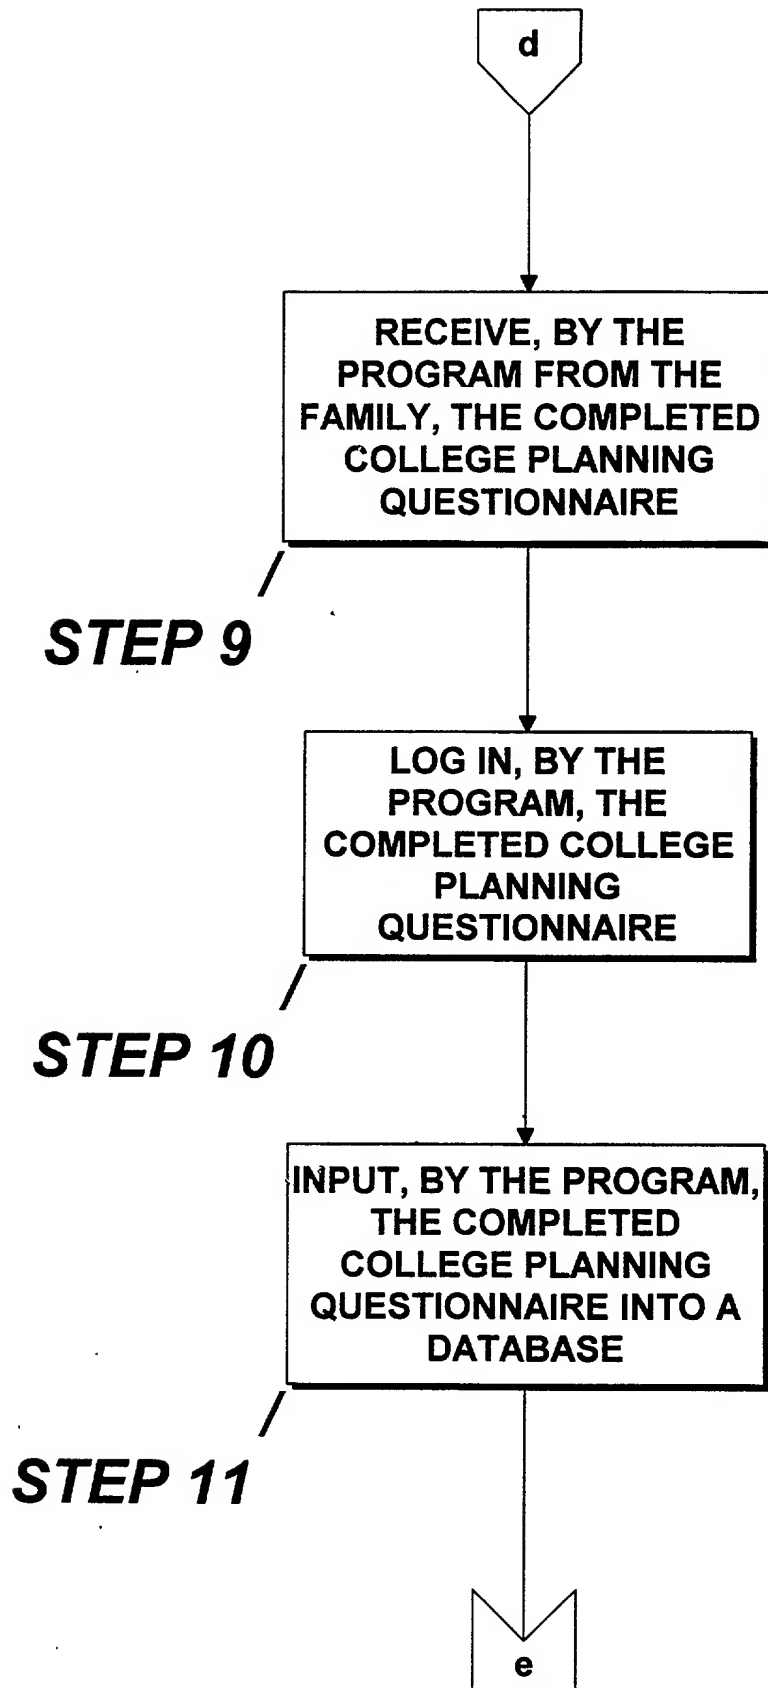 d
RECEIVE, BY THE
PROGRAM FROM THE
FAMILY, THE COMPLETED
COLLEGE PLANNING
QUESTIONNAIRE
STEP 9
LOG IN, BY THE
PROGRAM, THE
COMPLETED COLLEGE
PLANNING
QUESTIONNAIRE
STEP 10
INPUT, BY THE PROGRAM,
THE COMPLETED
COLLEGE PLANNING
QUESTIONNAIRE INTO A
DATABASE
STEP 11
e